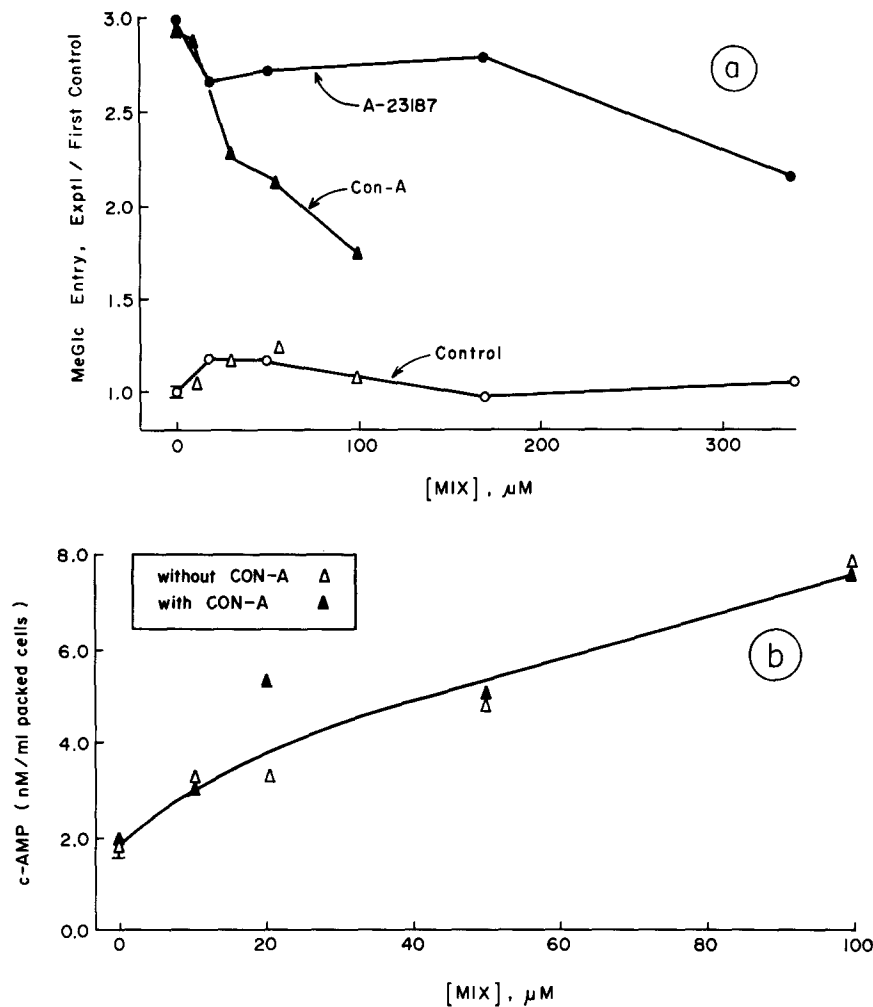 MeGlc Entry, Exptl / First Control
3.0
2.5
2.0
1.5
1.0
a
A-23187
Con-A
Control
0
100
200
300
[MIX], µM
c-AMP (nM/ml packed cells)
8.0
6.0
4.0
2.0
0.0
without CON-A
with CON-A
b
0
20
40
60
80
100
[MIX], µM